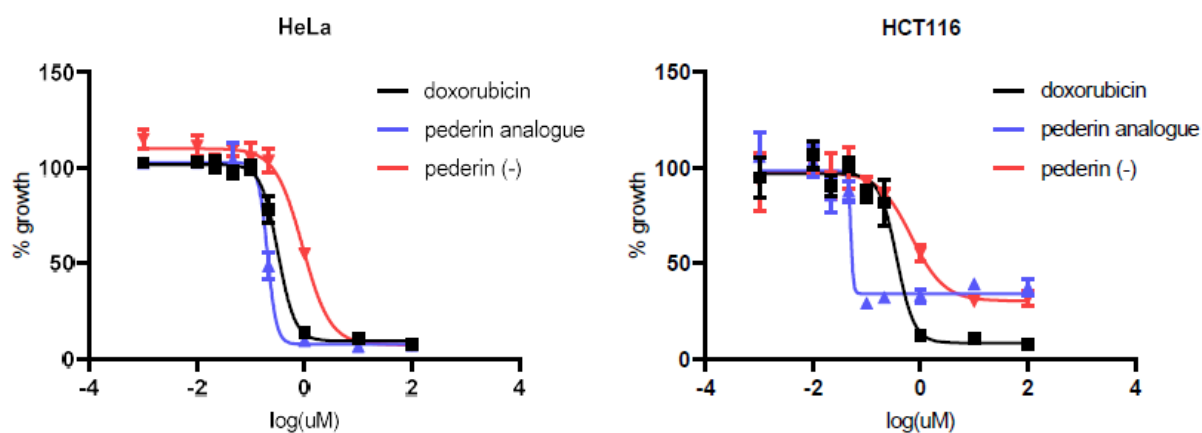 HeLa
150
100
50
0
% growth
-4
-2
0
2
4
log(uM)
doxorubicin
pederin analogue
pederin (-)
HCT116
150
100
50
0
% growth
-4
-2
0
2
4
log(uM)
doxorubicin
pederin analogue
pederin (-)